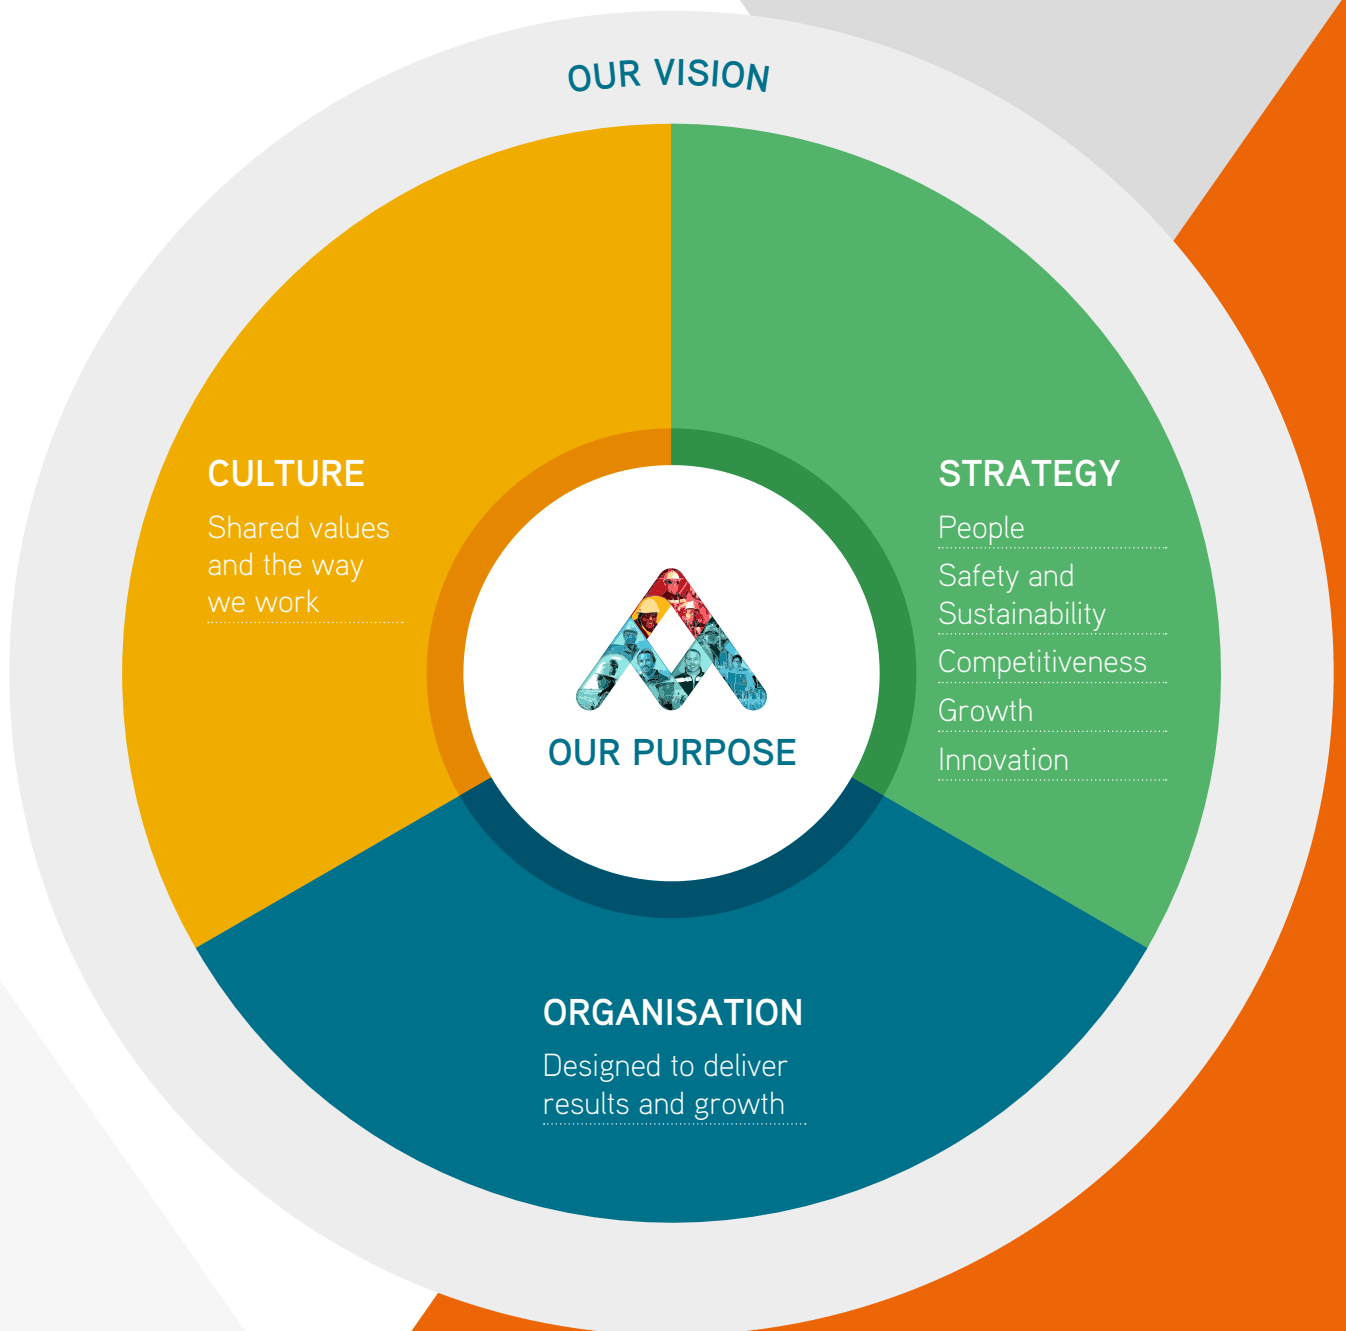 OUR VISION
CULTURE
Shared values
and the way
we work
STRATEGY
People
Safety and
Sustainability
Competitiveness
Growth
Innovation
OUR PURPOSE
ORGANISATION
Designed to deliver
results and growth